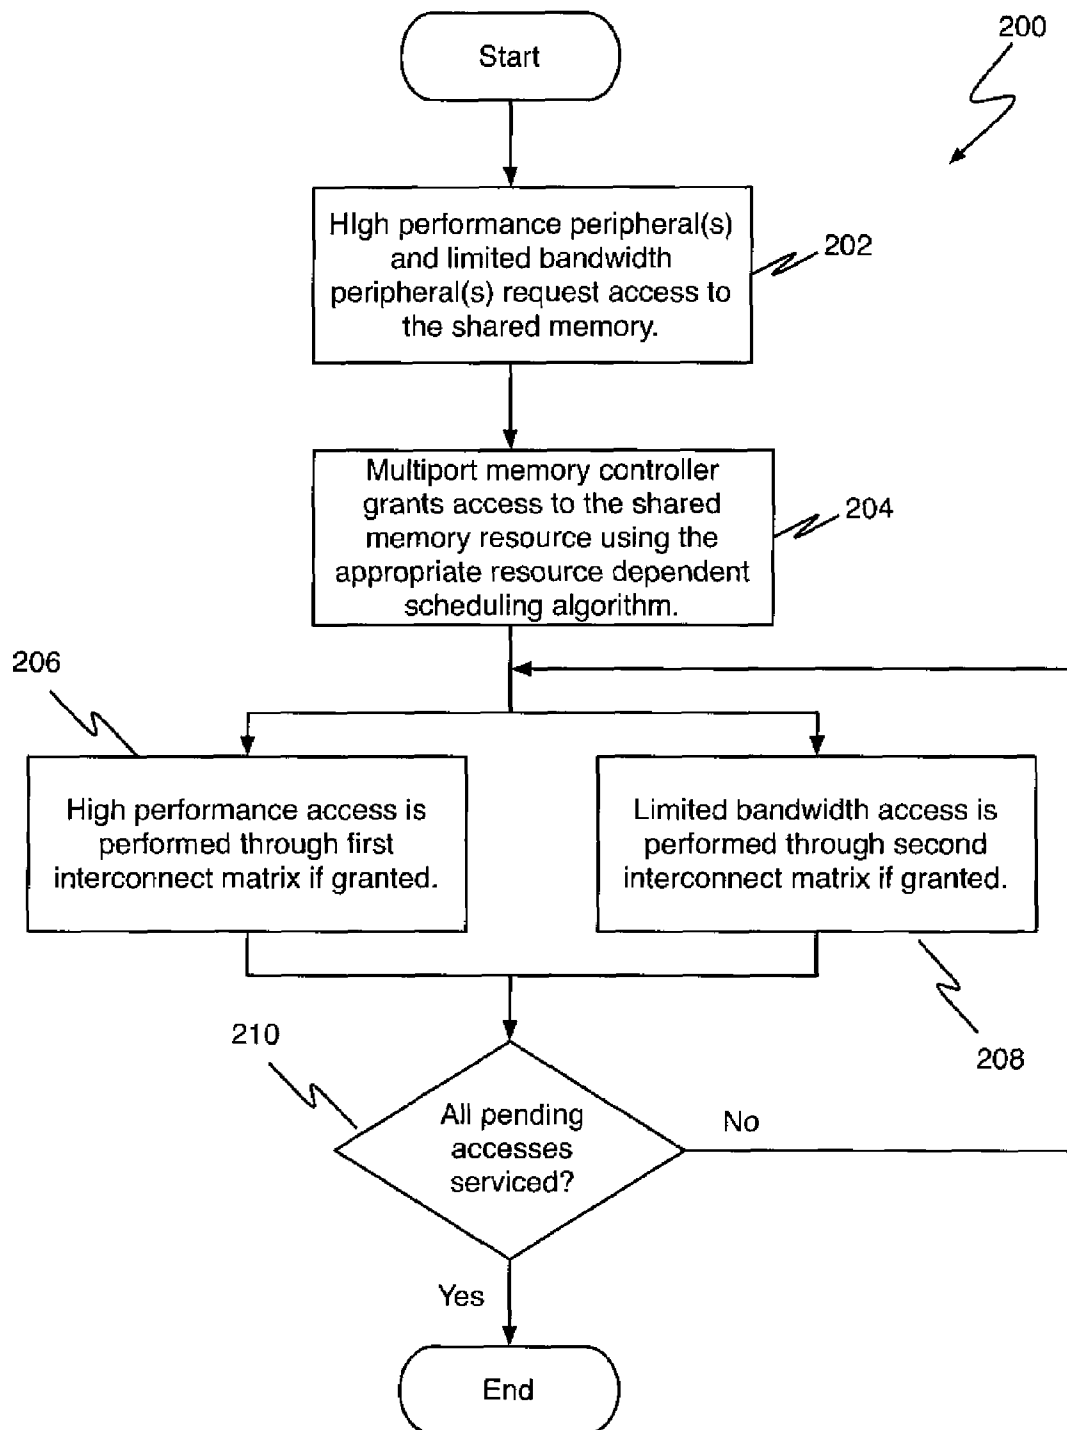 Start
200
HIgh performance peripheral(s)
and limited bandwidth
peripheral(s) request access to
the shared memory.
202
Multiport memory controller
grants access to the shared
memory resource using the
appropriate resource dependent
scheduling algorithm.
204
206
High performance access is
performed through first
interconnect matrix if granted.
Limited bandwidth access is
performed through second
interconnect matrix if granted.
208
210
All pending
accesses
serviced?
No
Yes
End